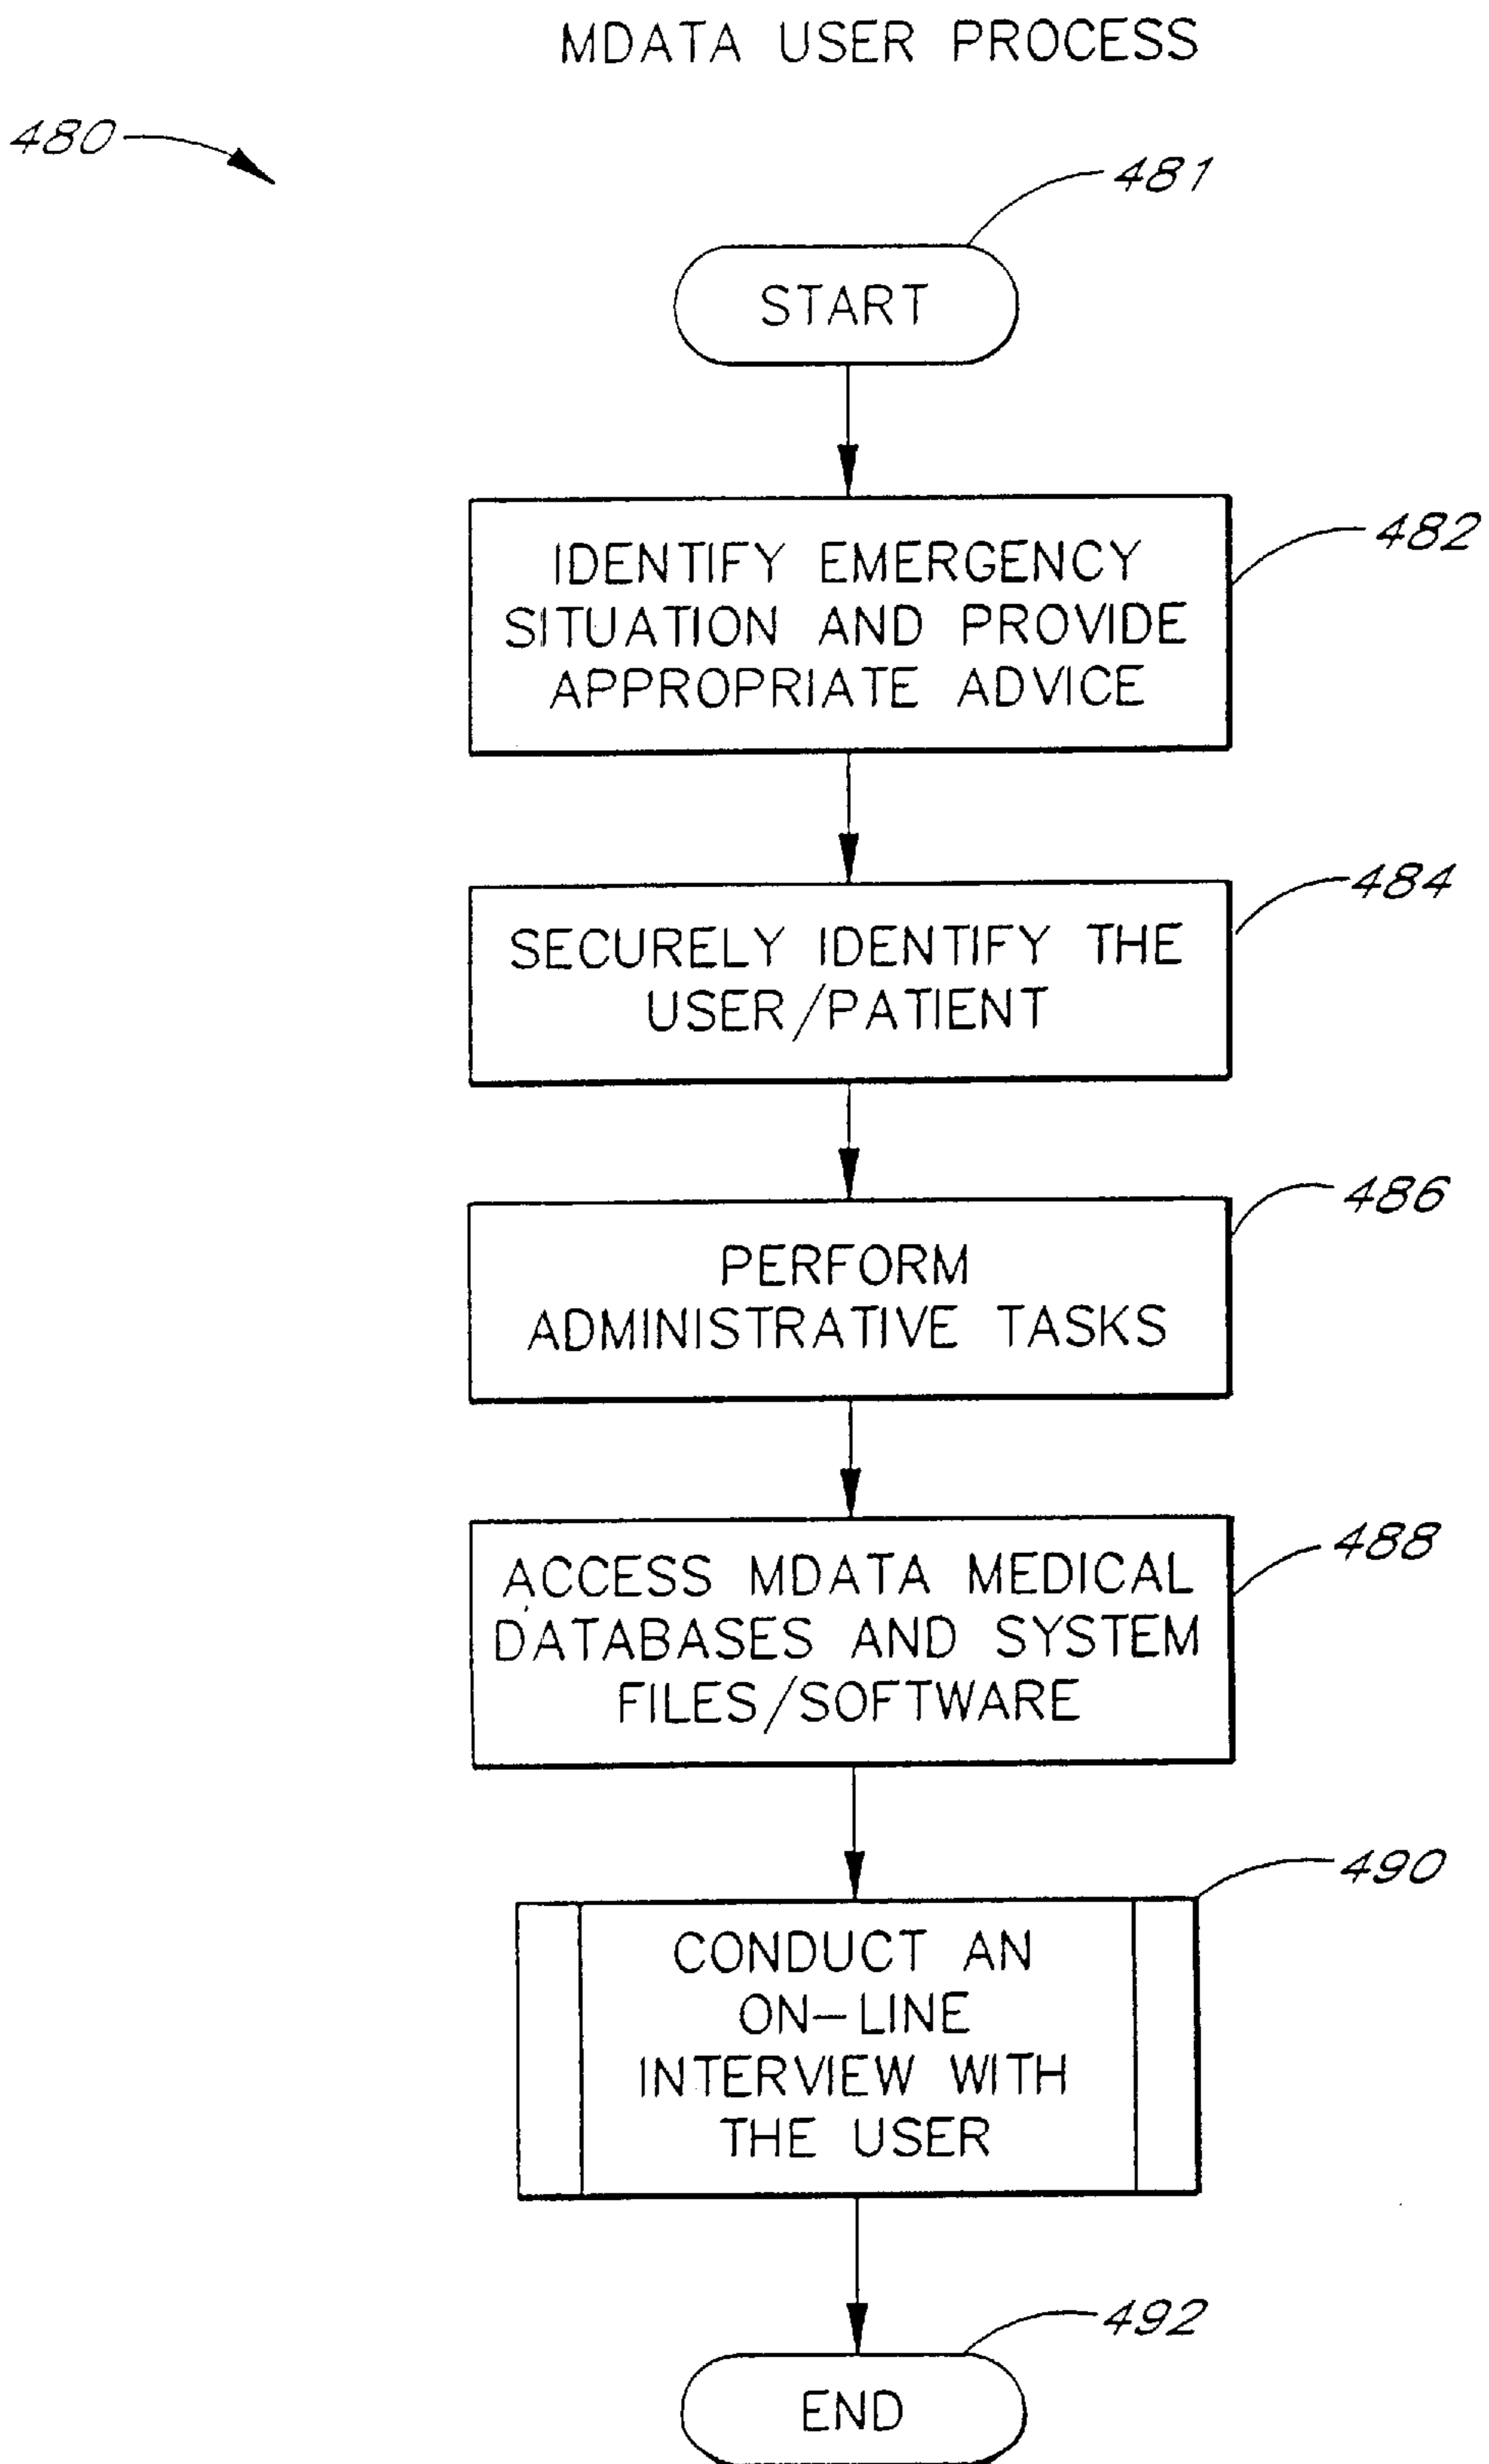 MDATA USER PROCESS
480
481
START
482
IDENTIFY EMERGENCY
SITUATION AND PROVIDE
APPROPRIATE ADVICE
484
SECURELY IDENTIFY THE
USER/PATIENT
486
PERFORM
ADMINISTRATIVE TASKS
488
ACCESS MDATA MEDICAL
DATABASES AND SYSTEM
FILES/SOFTWARE
490
CONDUCT AN
ON-LINE
INTERVIEW WITH
THE USER
492
END